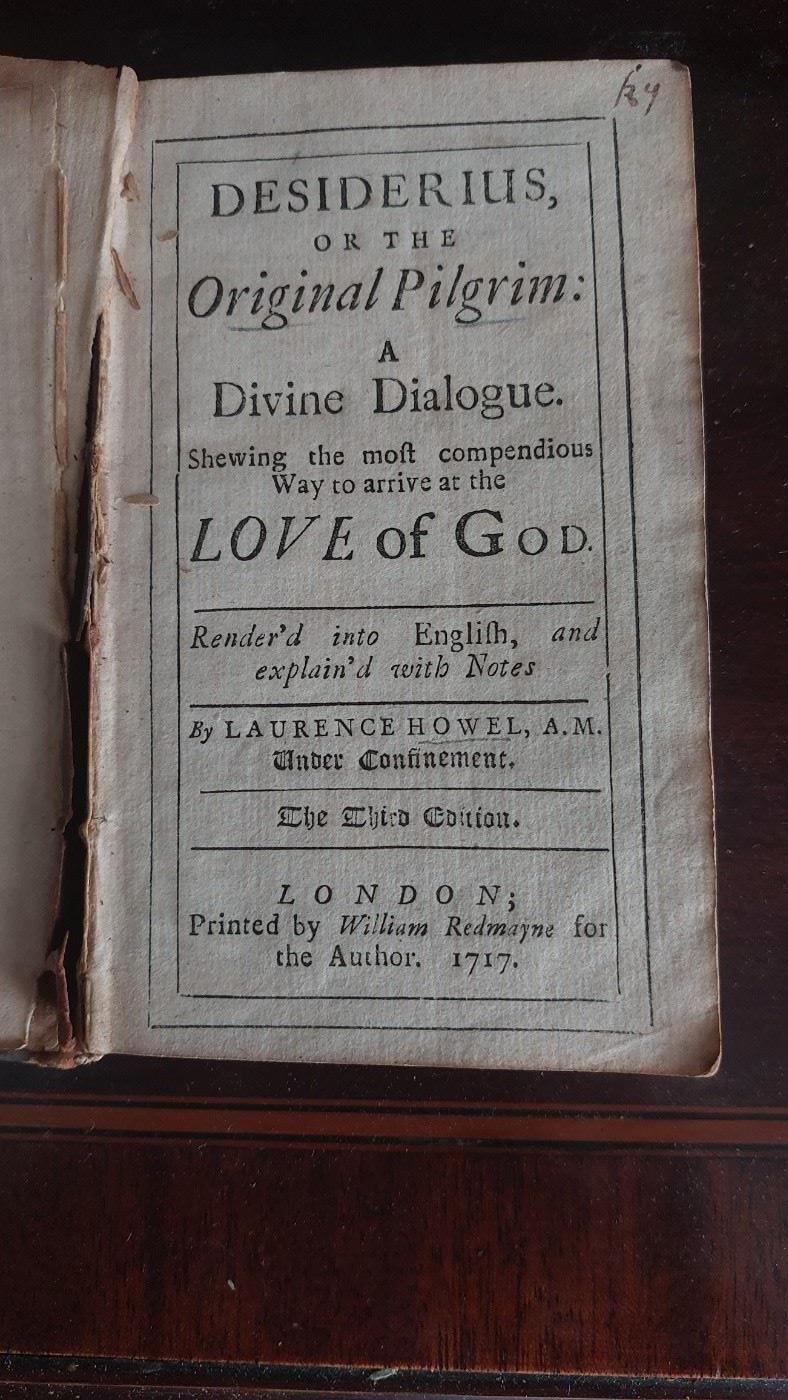 DESIDERIUS,
OR THE
Original Pilgrim:
A
Divine Dialogue.
Shewing the moſt compendious
Way to arrive at the
LOVE of GOD.
Render'd into Engliſh, and
explain'd with Notes
By LAURENCE HOWEL, A.M.
Under Confinement.
The Third Edition.
LONDON;
Printed by William Redmayne for
the Author. 1717.